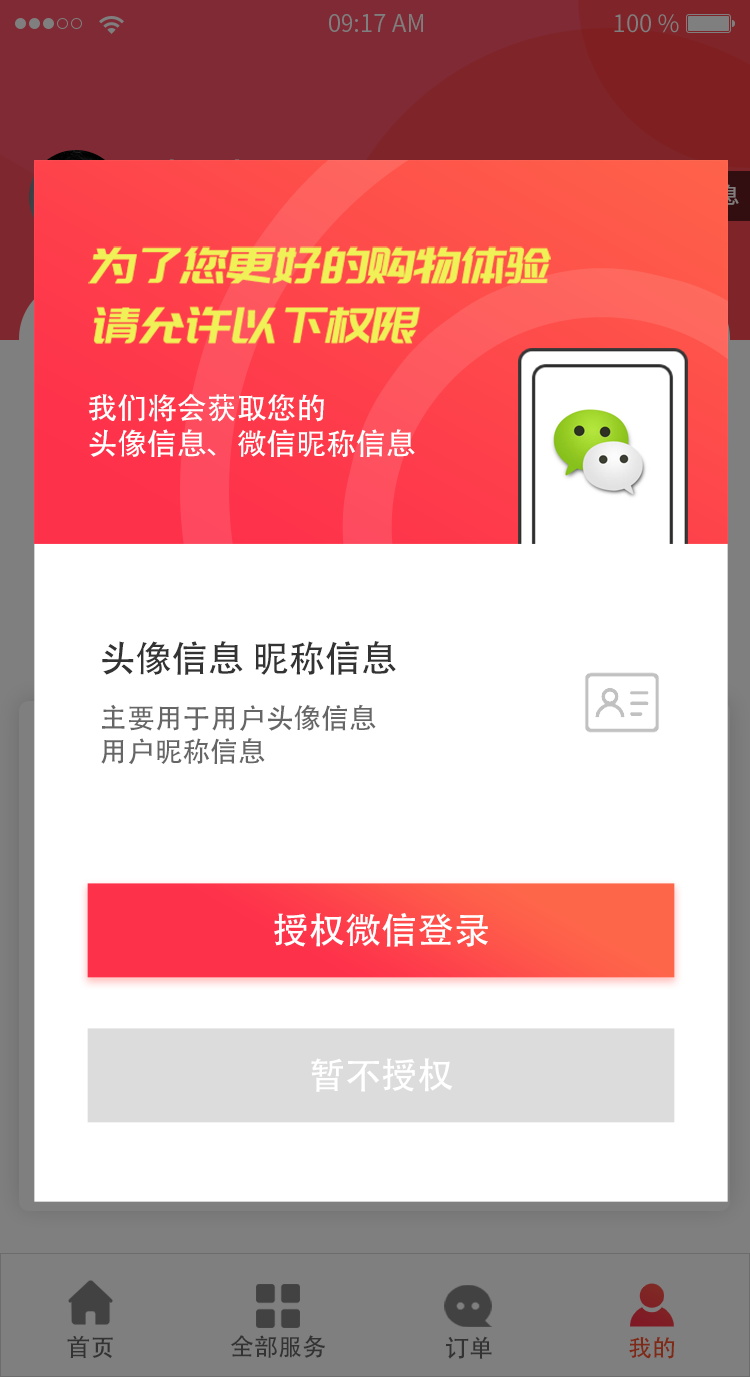 09:17 AM
100 %
息
为了您更好的购物体验
请允许以下权限
我们将会获取您的
头像信息、微信昵称信息
头像信息 昵称信息
主要用于用户头像信息
用户昵称信息
授权微信登录
暂不授权
首页
全部服务
订单
我的